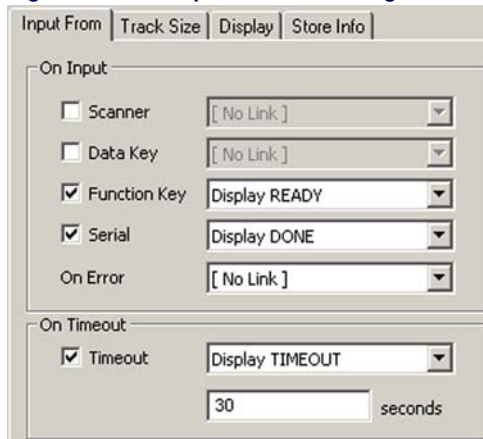 Input From Track Size Display Store Info
On Input
Scanner [ No Link ]
Data Key [ No Link ]
Function Key Display READY
Serial Display DONE
On Error [ No Link ]
On Timeout
Timeout Display TIMEOUT
30 seconds